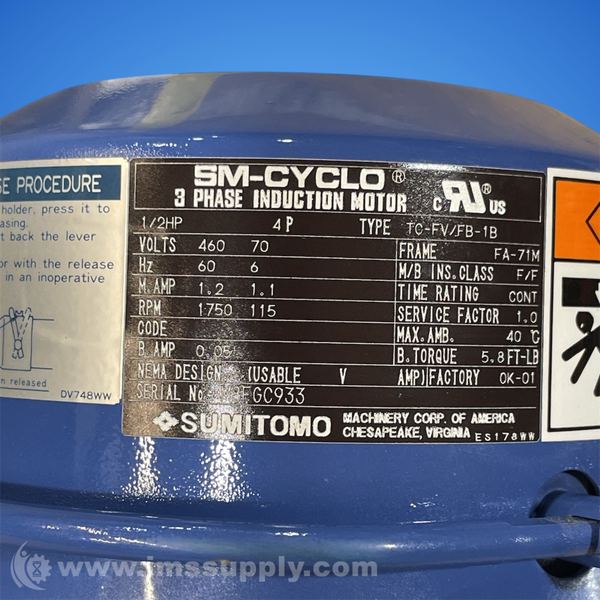 SE PROCEDURE
holder, press it to
back the lever
or with the release
in an inoperative
n released
DV748WW
SM-CYCLO®
3 PHASE INDUCTION MOTOR
C RU® US
1/2HP 4P TYPE TC-FV/FB-1B
VOLTS 460 70 FRAME FA-71M
Hz 60 6 M/B INS.CLASS F/F
M.AMP 1.2 1.1 TIME RATING CONT
RPM 1750 115 SERVICE FACTOR 1.0
CODE MAX.AMB. 40°C
B.AMP 0.05 B.TORQUE 5.8FT-LB
NEMA DESIGN (USABLE V AMP) FACTORY OK-01
SERIAL No. GC933
SUMITOMO
MACHINERY CORP. OF AMERICA
CHESAPEAKE, VIRGINIA ES178WW
www.imssupply.com/